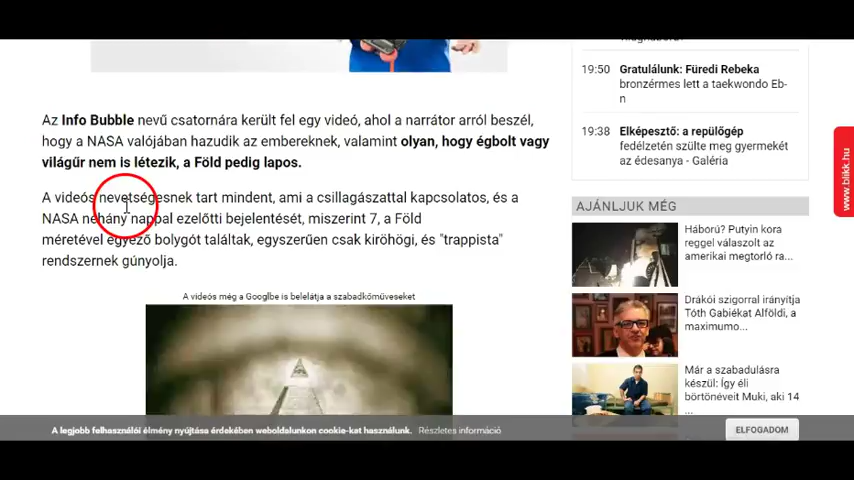 Az Info Bubble nevű csatornára került fel egy videó, ahol a narrátor arról beszél,
hogy a NASA valójában hazudik az embereknek, valamint olyan, hogy égbolt vagy
világűr nem is létezik, a Föld pedig lapos.
A videós nevetségesnek tart mindent, ami a csillagászattal kapcsolatos, és a
NASA néhány nappal ezelőtti bejelentését, miszerint 7, a Föld
méretével egyező bolygót találtak, egyszerűen csak kiröhögi, és "trappista"
rendszernek gúnyolja.
A videós még a Googlbe is belelátja a szabadkőműveseket
19:50 Gratulálunk: Füredi Rebeka
bronzérmes lett a taekwondo Eb-
n
19:38 Elképesztő: a repülőgép
fedélzetén szülte meg gyermekét
az édesanya - Galéria
AJÁNLJUK MÉG
Háború? Putyin kora
reggel válaszolt az
amerikai megtorló ra...
Drákói szigorral irányítja
Tóth Gabiékat Alföldi, a
maximumo...
Már a szabadulásra
készül: Így éli
börtönéveit Muki, aki 14
...
www.blikk.hu
A legjobb felhasználói élmény nyújtása érdekében weboldalunkon cookie-kat használunk. Részletes információ
ELFOGADOM